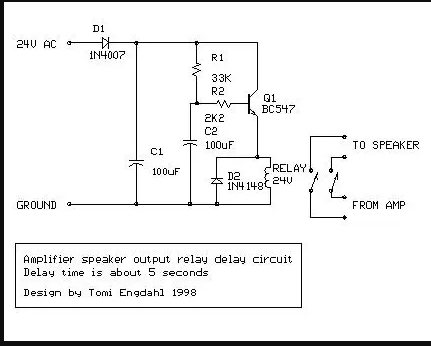 D1
24V AC
1N4007
R1
33K
R2
Q1
BC547
2K2
C2
100uF
C1
100uF
TO SPEAKER
RELAY
D2
1N4148
24V
GROUND
FROM AMP
Amplifier speaker output relay delay circuit
Delay time is about 5 seconds
Design by Tomi Engdahl 1998